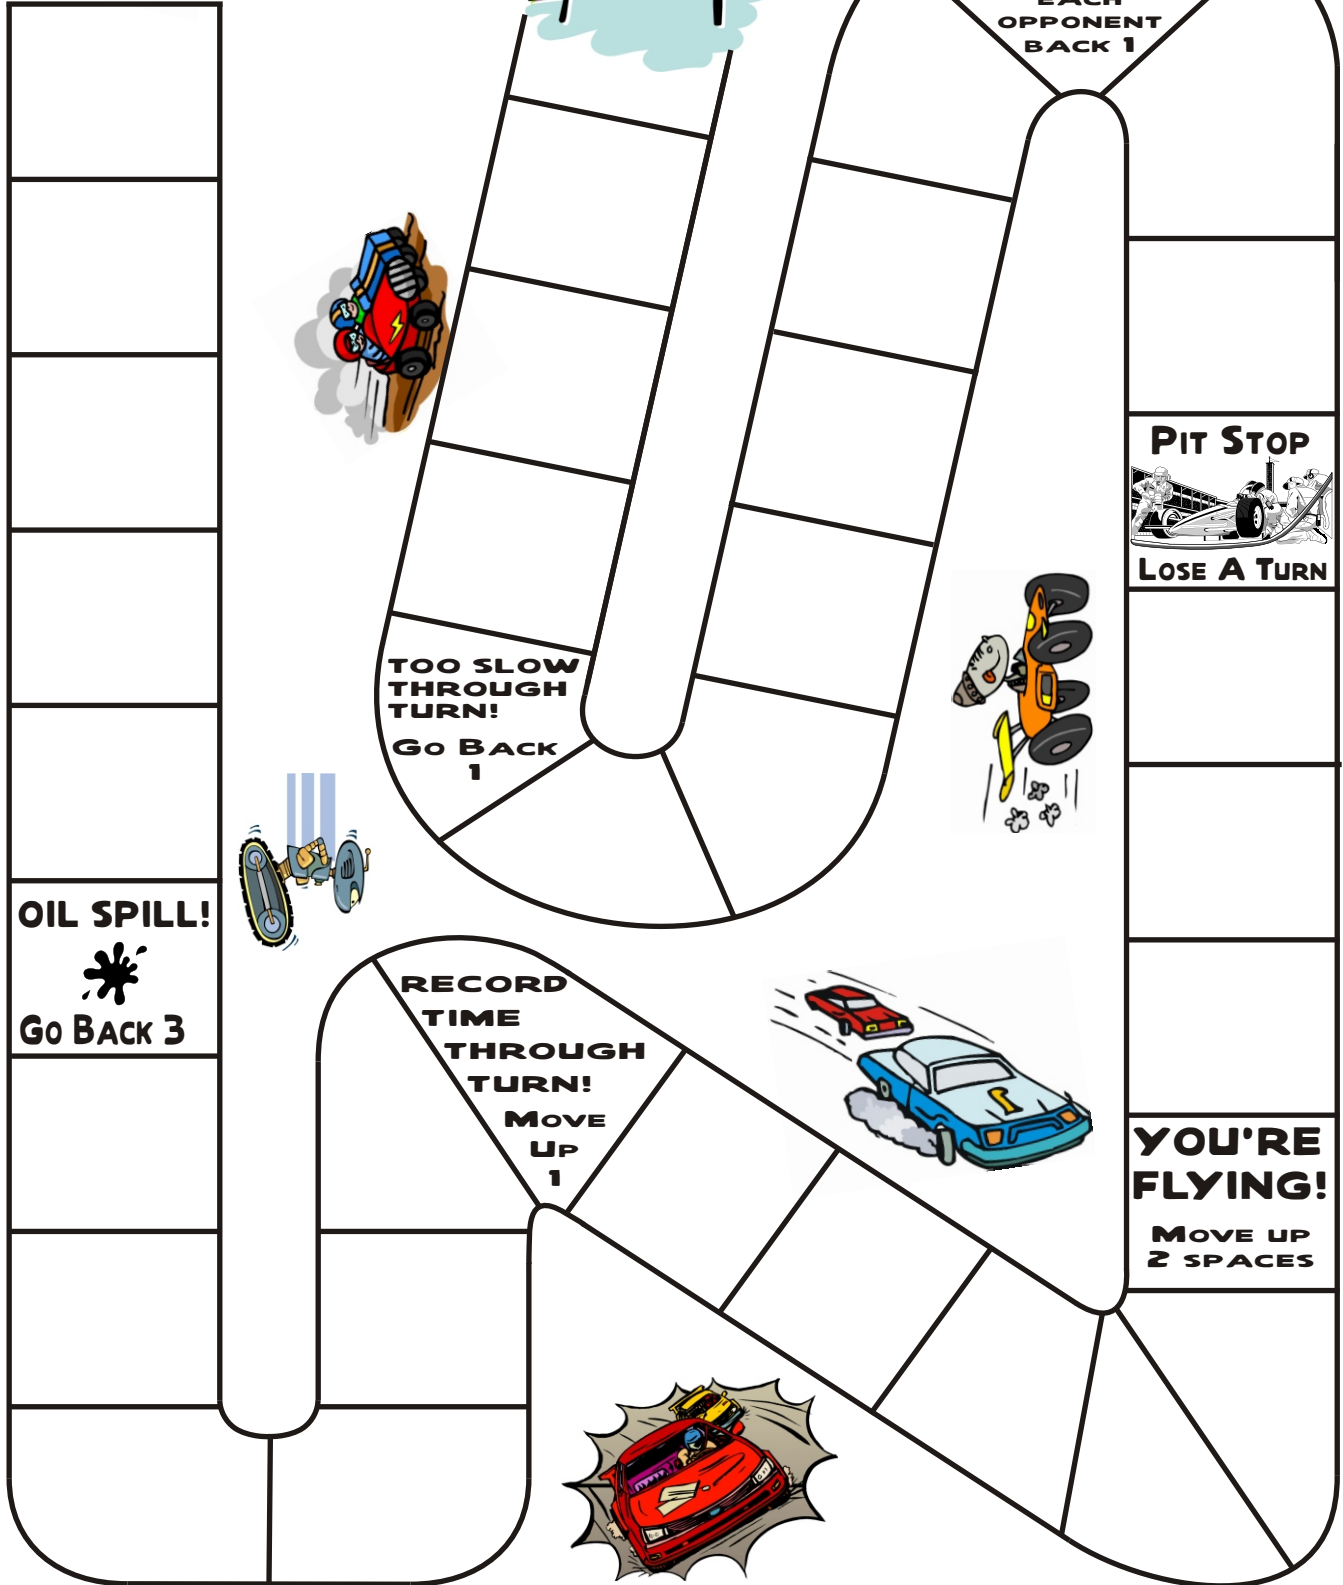 EACH
OPPONENT
BACK 1
PIT STOP
LOSE A TURN
TOO SLOW
THROUGH
TURN!
GO BACK
1
OIL SPILL!
GO BACK 3
RECORD
TIME
THROUGH
TURN!
MOVE
UP
1
YOU'RE
FLYING!
MOVE UP
2 SPACES